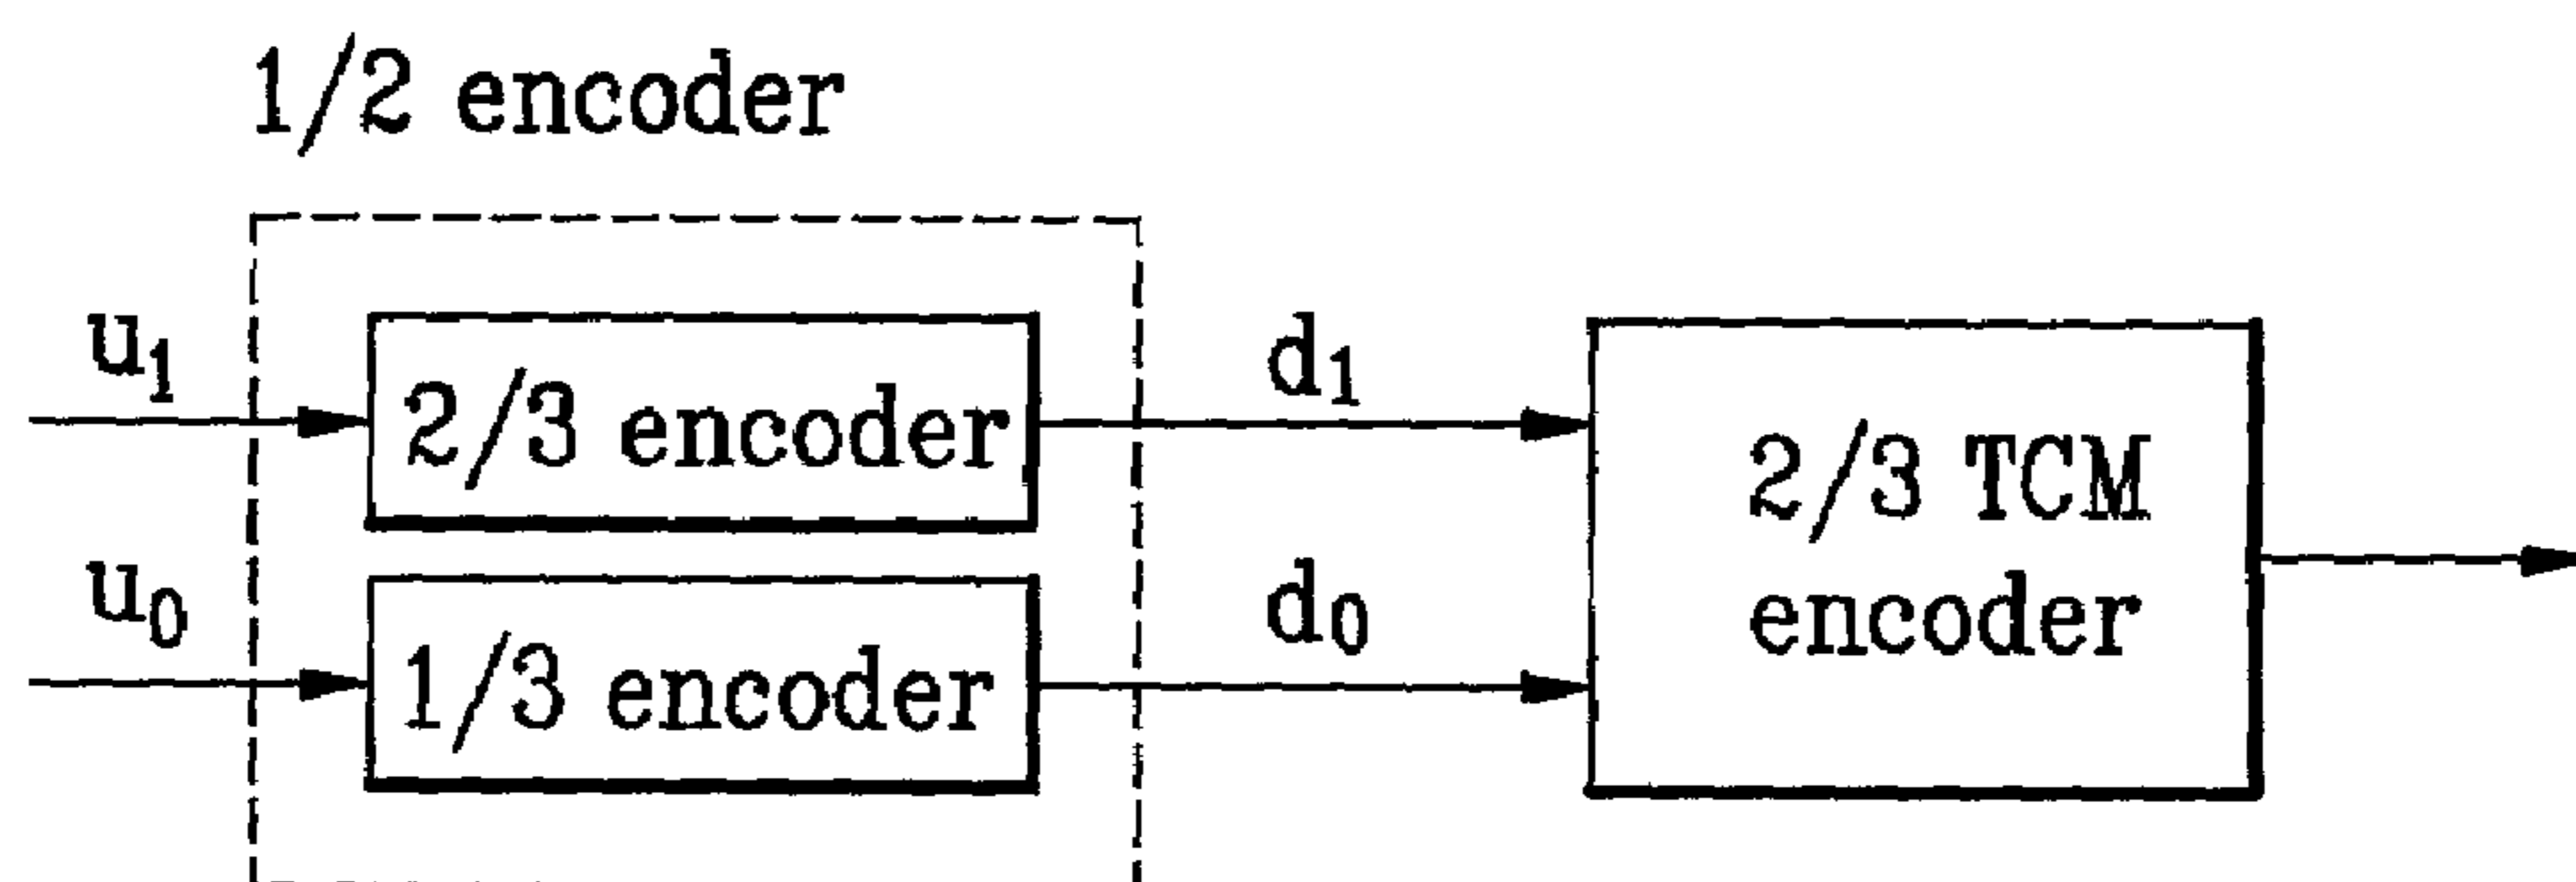 1/2 encoder
u1
2/3 encoder
d1
2/3 TCM
encoder
u0
1/3 encoder
d0